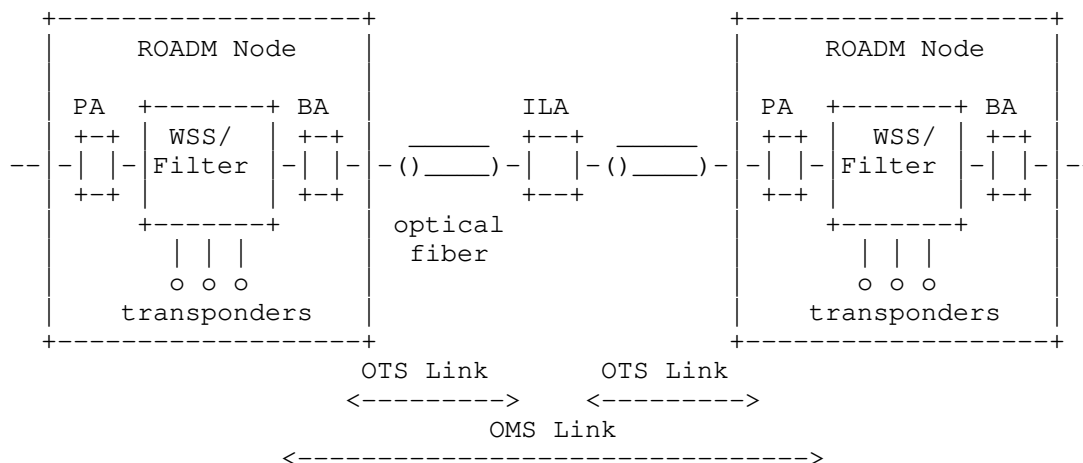 ROADM Node ROADM Node
PA BA ILA PA BA
WSS/ WSS/
Filter Filter
optical
fiber
transponders transponders
OTS Link OTS Link
OMS Link